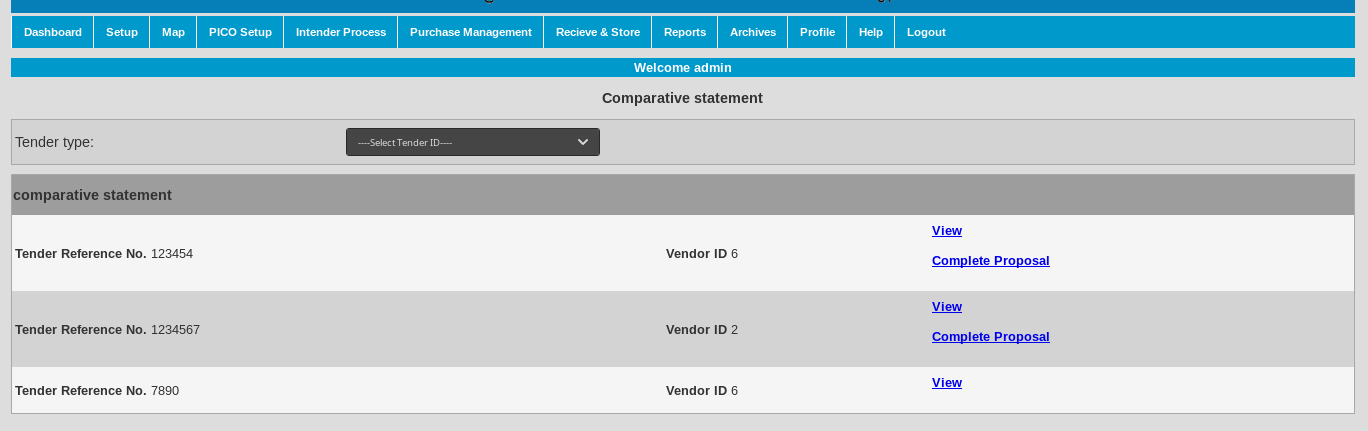 Dashboard Setup Map PICO Setup Intender Process Purchase Management Recieve & Store Reports Archives Profile Help Logout
Welcome admin
Comparative statement
Tender type: ----Select Tender ID----
comparative statement
View
Tender Reference No. 123454 Vendor ID 6
Complete Proposal
View
Tender Reference No. 1234567 Vendor ID 2
Complete Proposal
View
Tender Reference No. 7890 Vendor ID 6